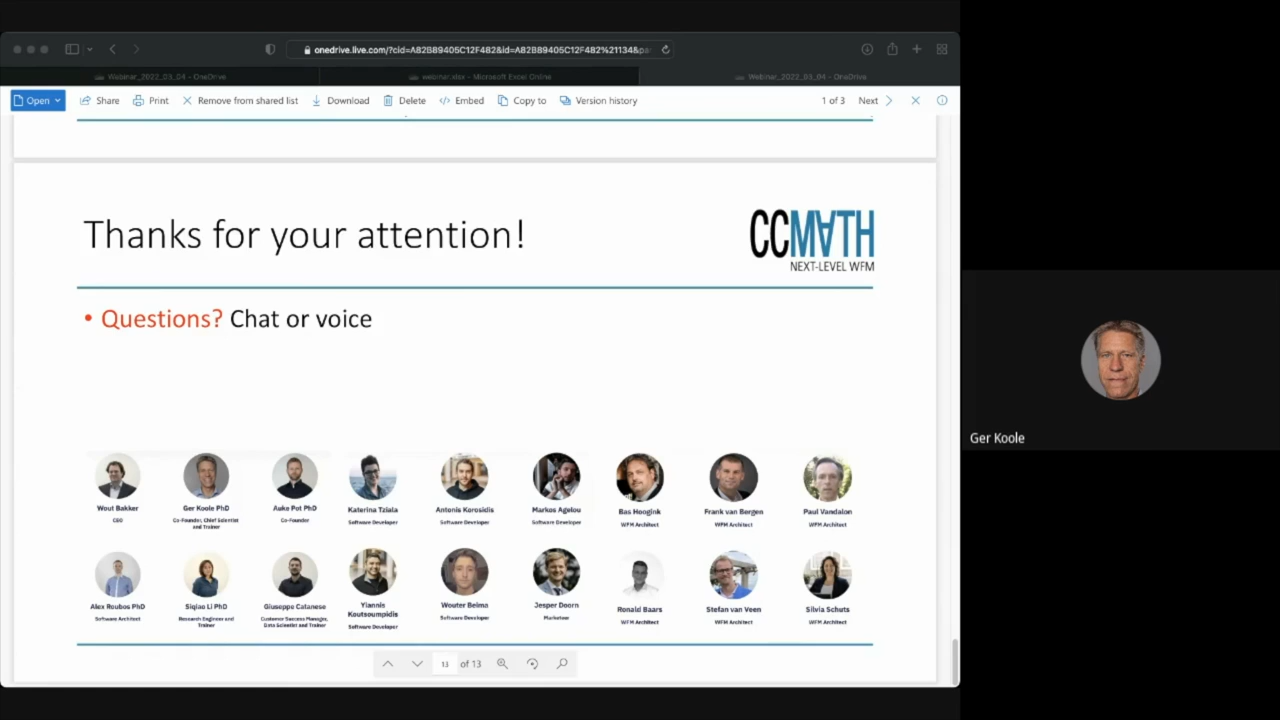 onedrive.live.com/?cid=A82B89405C12F482&id=A82B89405C12F482%21134&pa
Webinar_2022_03_04 - OneDrive
webinar.xlsx - Microsoft Excel Online
Webinar_2022_03_04 - OneDrive
Open
Share
Print
Remove from shared list
Download
Delete
Embed
Copy to
Version history
1 of 3
Next
Thanks for your attention!
CCM∀TH
NEXT-LEVEL WFM
• Questions? Chat or voice
Wout Bakker
CEO
Ger Koole PhD
Co-Founder, Chief Scientist
and Trainer
Auke Pot PhD
Co-Founder
Katerina Tziala
Software Developer
Antonis Korosidis
Software Developer
Markos Agelou
Software Developer
Bas Hoogink
WFM Architect
Frank van Bergen
WFM Architect
Paul Vandalon
WFM Architect
Alex Roubos PhD
Software Architect
Siqiao Li PhD
Research Engineer and
Trainer
Giuseppe Catanese
Customer Success Manager,
Data Scientist and Trainer
Yiannis
Koutsoumpidis
Software Developer
Wouter Beima
Software Developer
Jesper Doorn
Marketeer
Ronald Baars
WFM Architect
Stefan van Veen
WFM Architect
Silvia Schuts
WFM Architect
13 of 13
Ger Koole